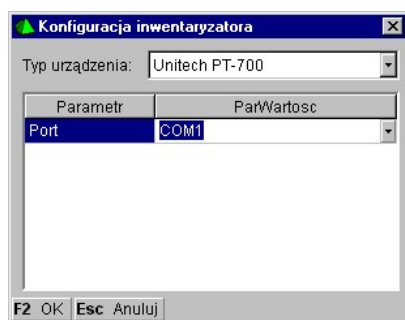 Konfiguracja inwentaryzatora
Typ urządzenia: Unitech PT-700
Parametr ParWartosc
Port COM1
F2 OK Esc Anuluj